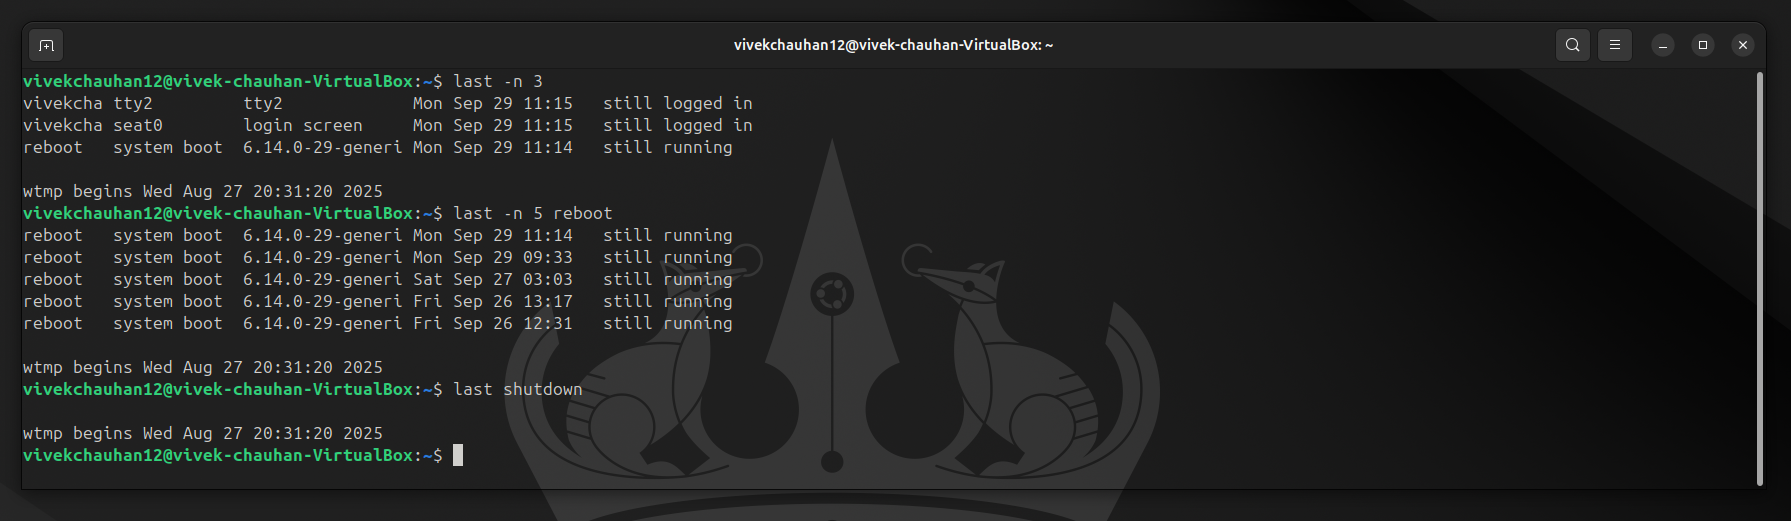 vivekchauhan12@vivek-chauhan-VirtualBox: ~
vivekchauhan12@vivek-chauhan-VirtualBox:~$ last -n 3
vivekcha tty2         tty2             Mon Sep 29 11:15   still logged in
vivekcha seat0        login screen     Mon Sep 29 11:15   still logged in
reboot   system boot  6.14.0-29-generi Mon Sep 29 11:14   still running
wtmp begins Wed Aug 27 20:31:20 2025
vivekchauhan12@vivek-chauhan-VirtualBox:~$ last -n 5 reboot
reboot   system boot  6.14.0-29-generi Mon Sep 29 11:14   still running
reboot   system boot  6.14.0-29-generi Mon Sep 29 09:33   still running
reboot   system boot  6.14.0-29-generi Sat Sep 27 03:03   still running
reboot   system boot  6.14.0-29-generi Fri Sep 26 13:17   still running
reboot   system boot  6.14.0-29-generi Fri Sep 26 12:31   still running
wtmp begins Wed Aug 27 20:31:20 2025
vivekchauhan12@vivek-chauhan-VirtualBox:~$ last shutdown
wtmp begins Wed Aug 27 20:31:20 2025
vivekchauhan12@vivek-chauhan-VirtualBox:~$